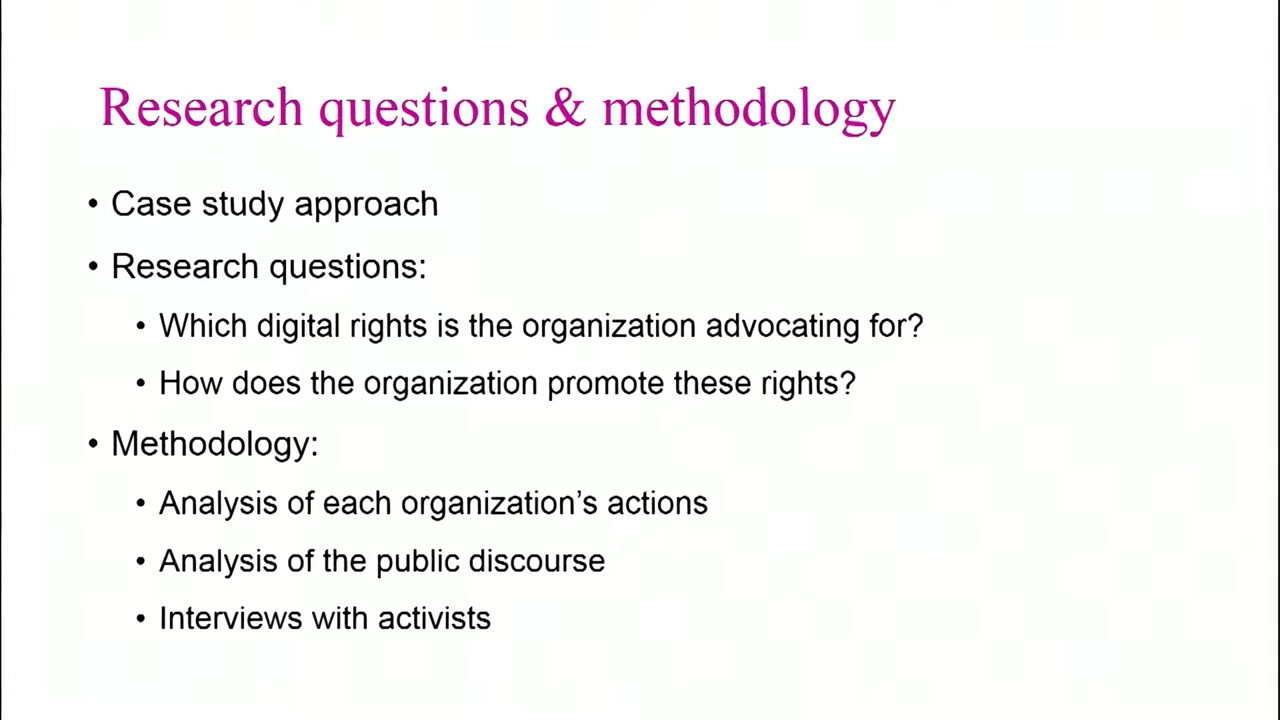 Research questions & methodology
• Case study approach
• Research questions:
• Which digital rights is the organization advocating for?
• How does the organization promote these rights?
• Methodology:
• Analysis of each organization’s actions
• Analysis of the public discourse
• Interviews with activists